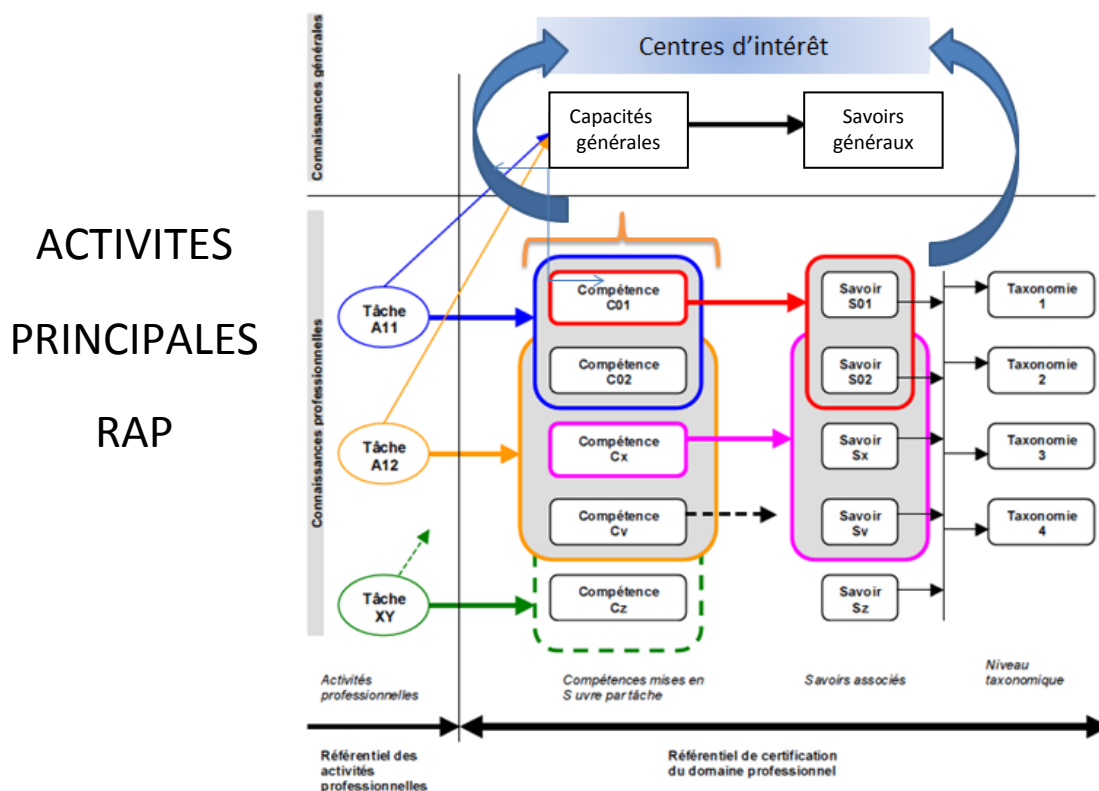 Centres d'intérêt
Connaissances générales
Capacités
générales
Savoirs
généraux
ACTIVITES
PRINCIPALES
RAP
Connaissances professionnelles
Tâche
A11
Compétence
C01
Savoir
S01
Taxonomie
1
Compétence
C02
Savoir
S02
Taxonomie
2
Tâche
A12
Compétence
Cx
Savoir
Sx
Taxonomie
3
Compétence
Cv
Savoir
Sv
Taxonomie
4
Tâche
XY
Compétence
Cz
Savoir
Sz
Activités
professionnelles
Compétences mises en
S uvre par tâche
Savoirs associés
Niveau
taxonomique
Référentiel des
activités
professionnelles
Référentiel de certification
du domaine professionnel